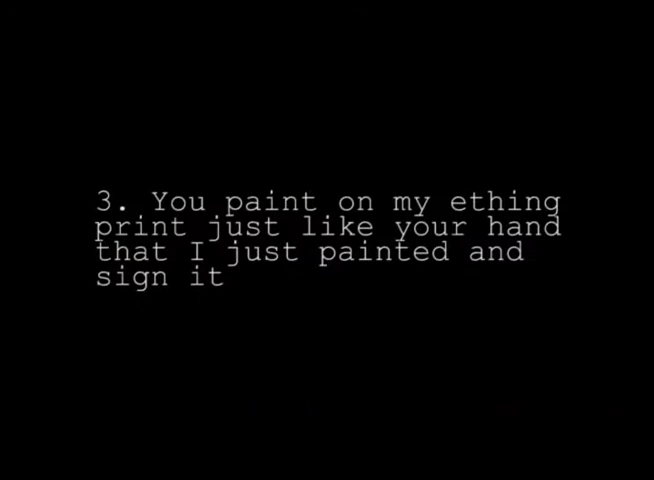 3. You paint on my ething
print just like your hand
that I just painted and
sign it